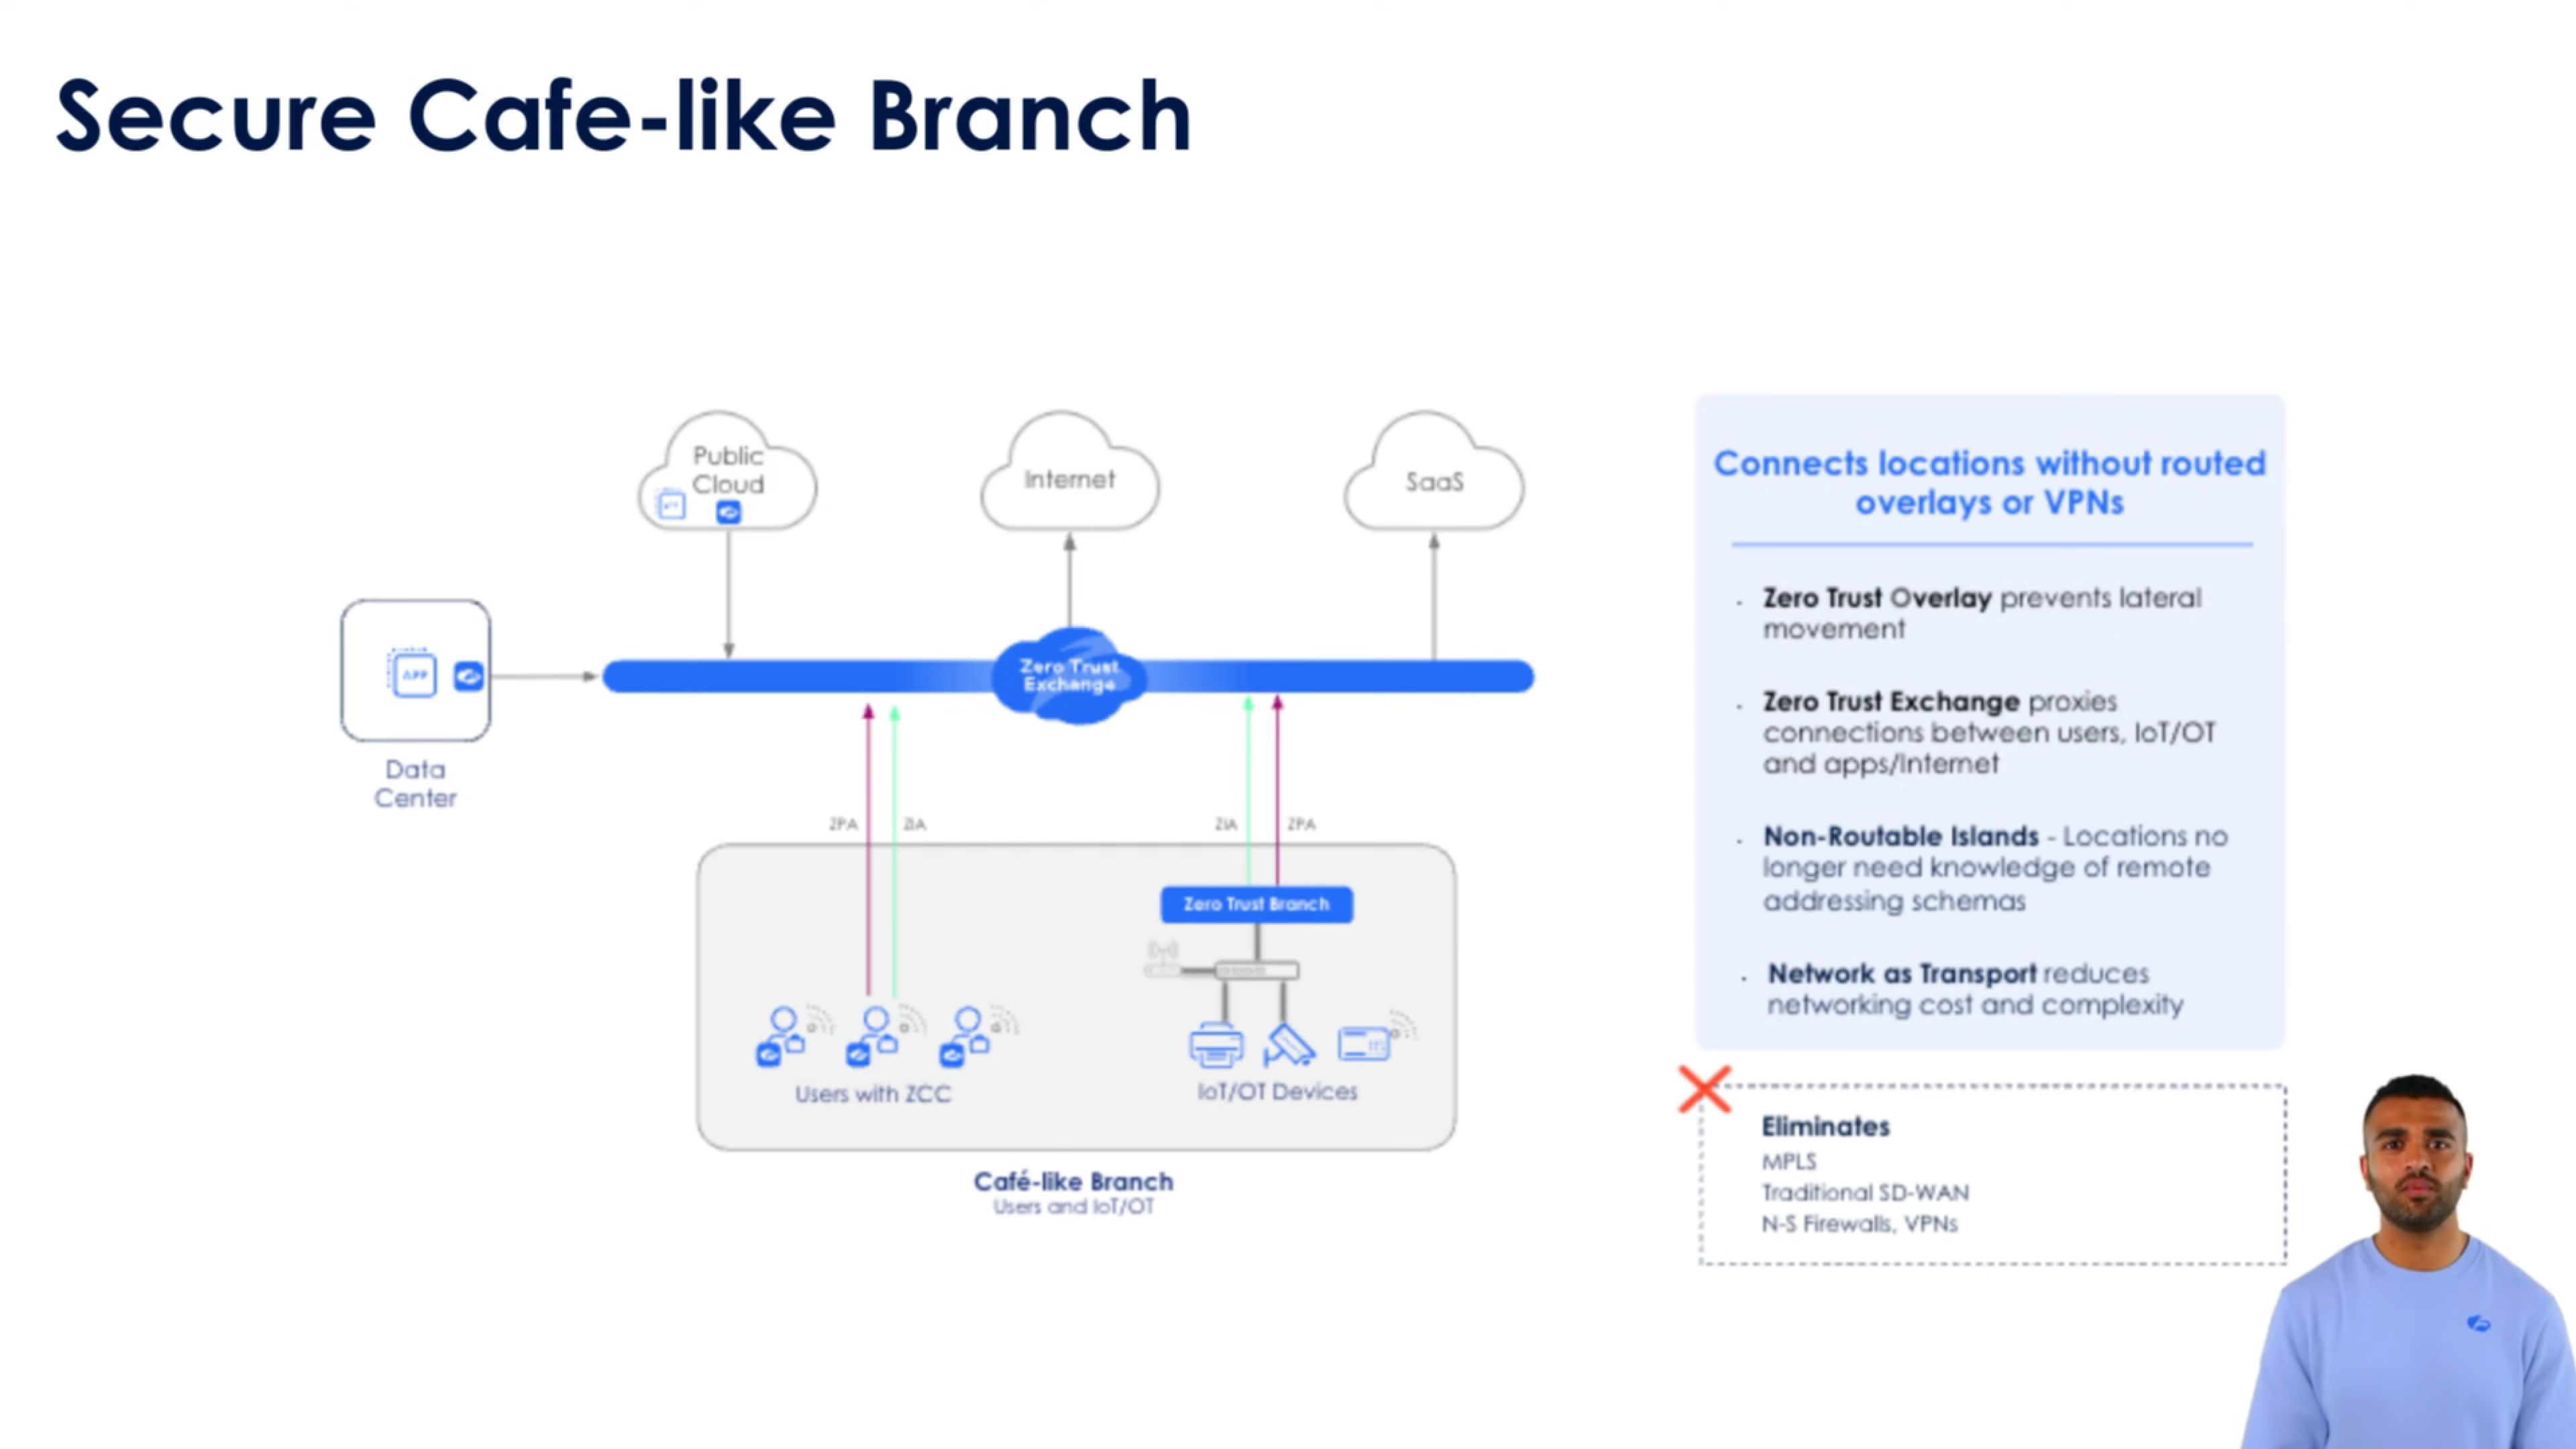 Secure Cafe-like Branch
Public
Cloud
Internet
SaaS
APP
Zero Trust
Exchange
Data
Center
ZPA
ZIA
ZIA
ZPA
Zero Trust Branch
Users with ZCC
IoT/OT Devices
Café-like Branch
Users and IoT/OT
Connects locations without routed
overlays or VPNs
Zero Trust Overlay prevents lateral
movement
Zero Trust Exchange proxies
connections between users, IoT/OT
and apps/Internet
Non-Routable Islands - Locations no
longer need knowledge of remote
addressing schemas
Network as Transport reduces
networking cost and complexity
Eliminates
MPLS
Traditional SD-WAN
N-S Firewalls, VPNs